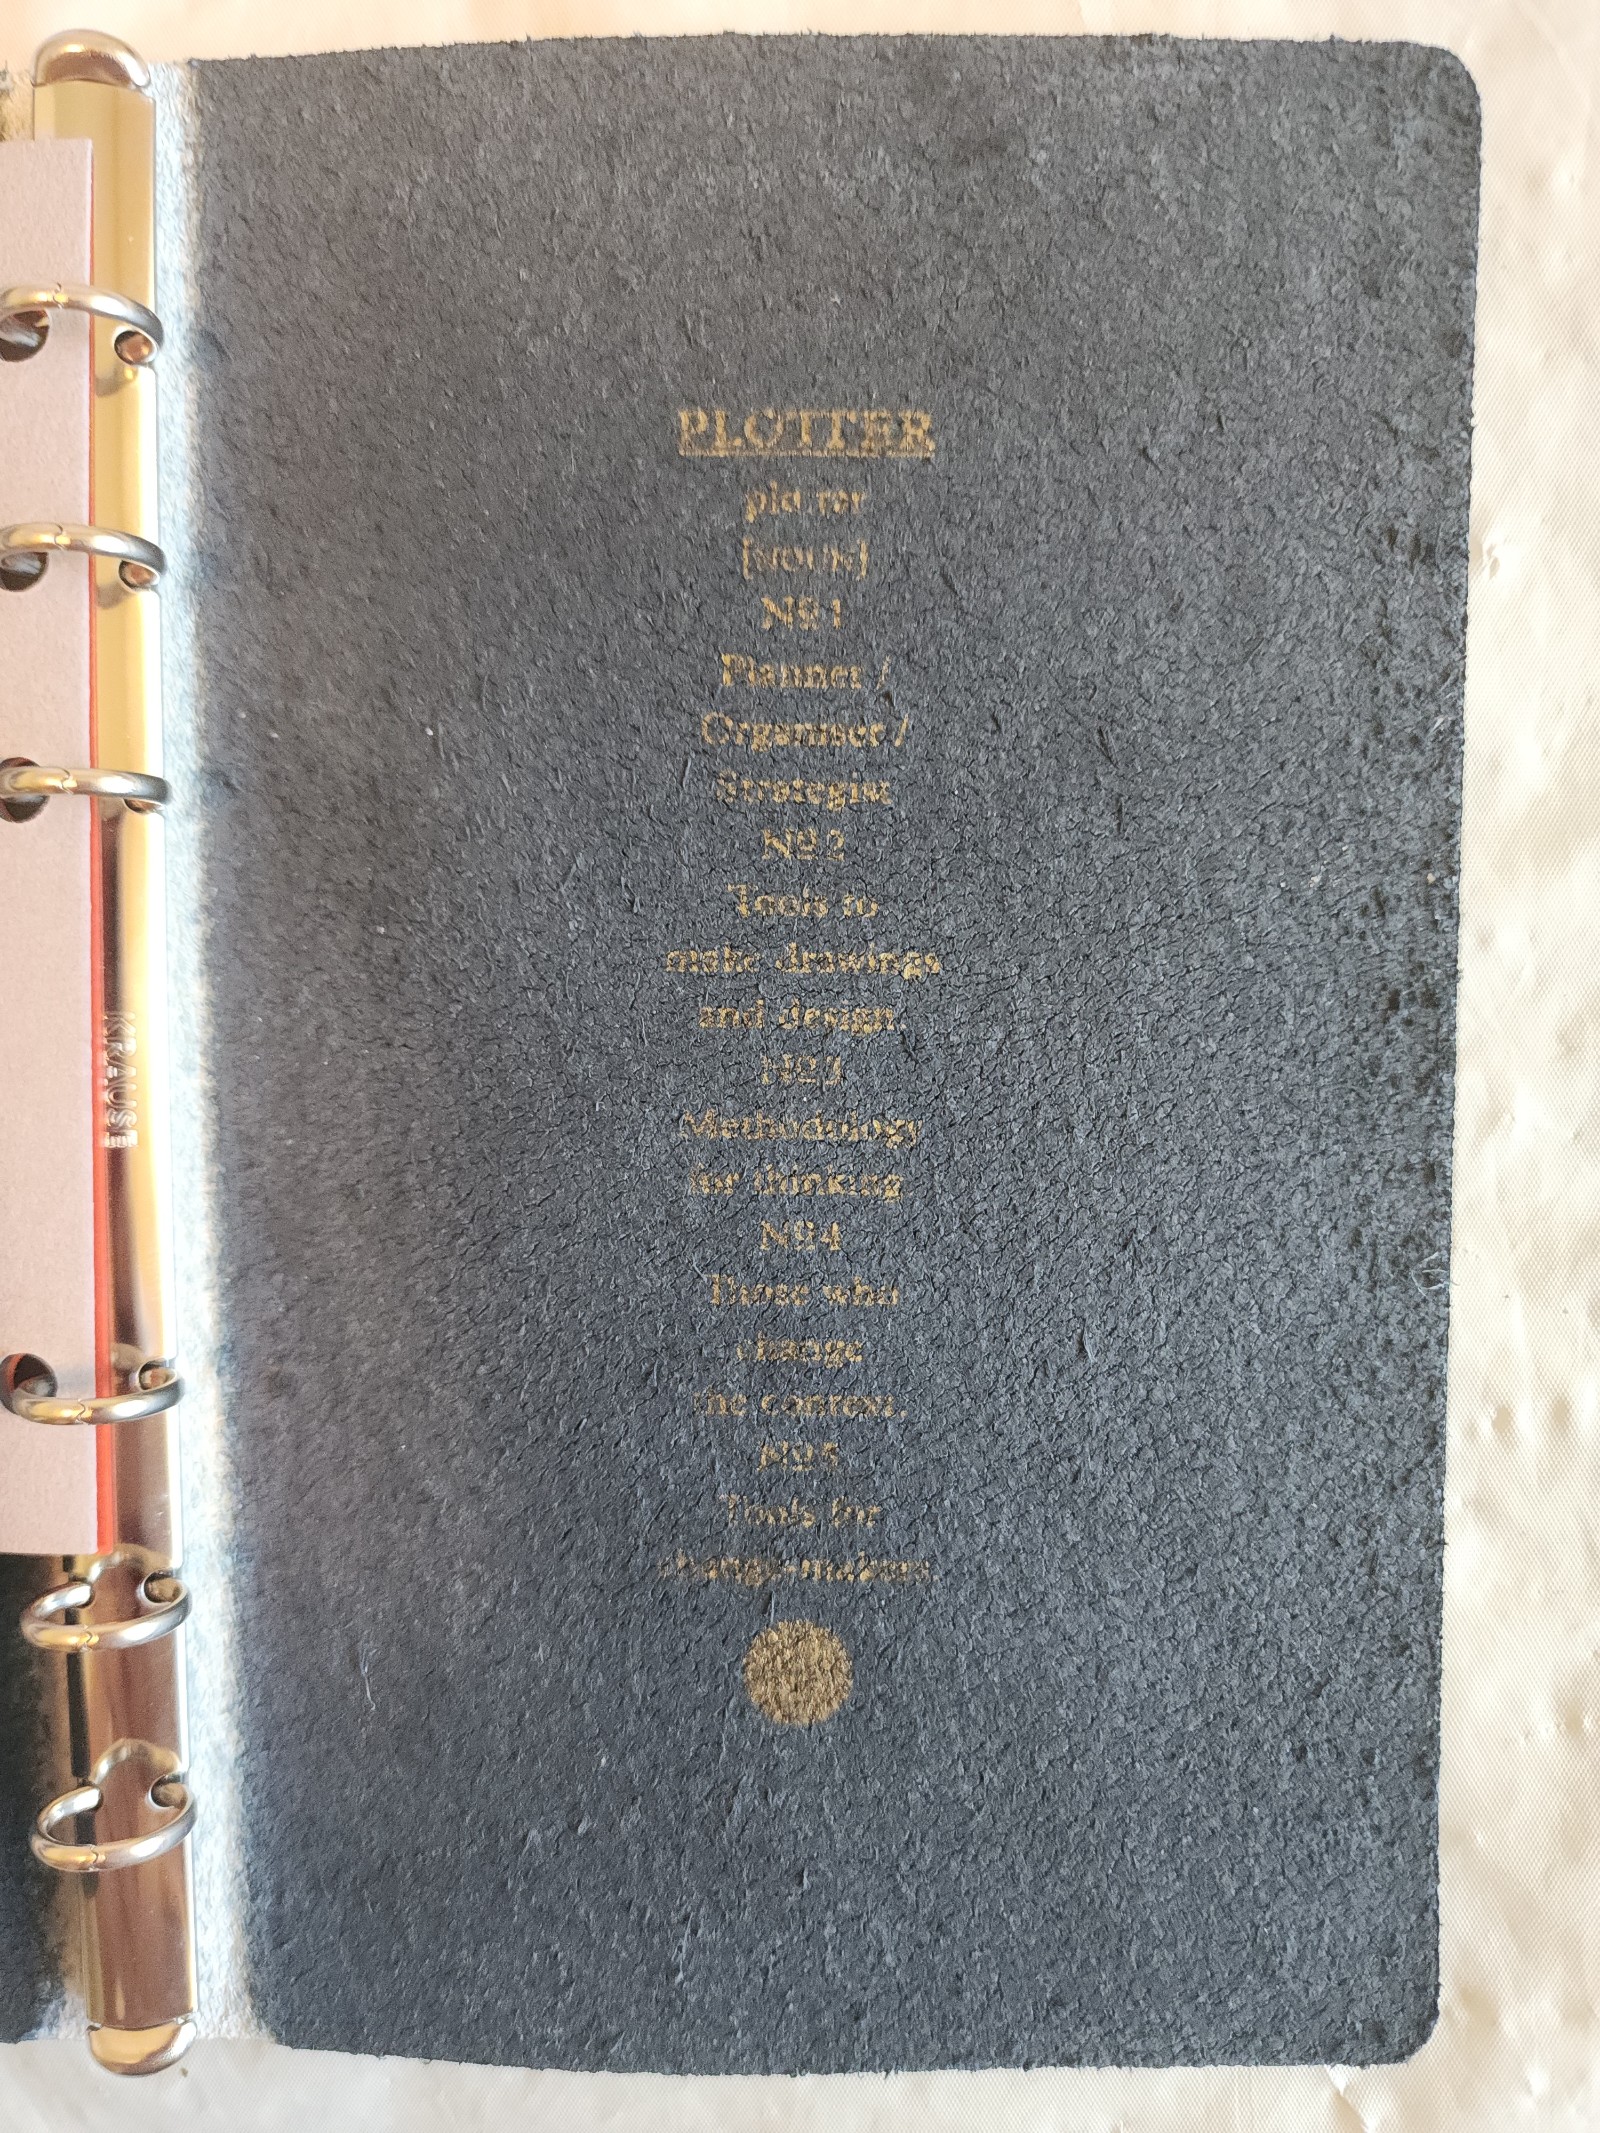 PLOTTER
plo·ter
[NOUN]
Nº1
Planner /
Organiser /
Strategist
Nº2
Tools to
make drawings
and design.
Nº3
Methodology
for thinking
Nº4
Those who
change
the context.
Nº5
Tools for
change-makers
KRAUSE